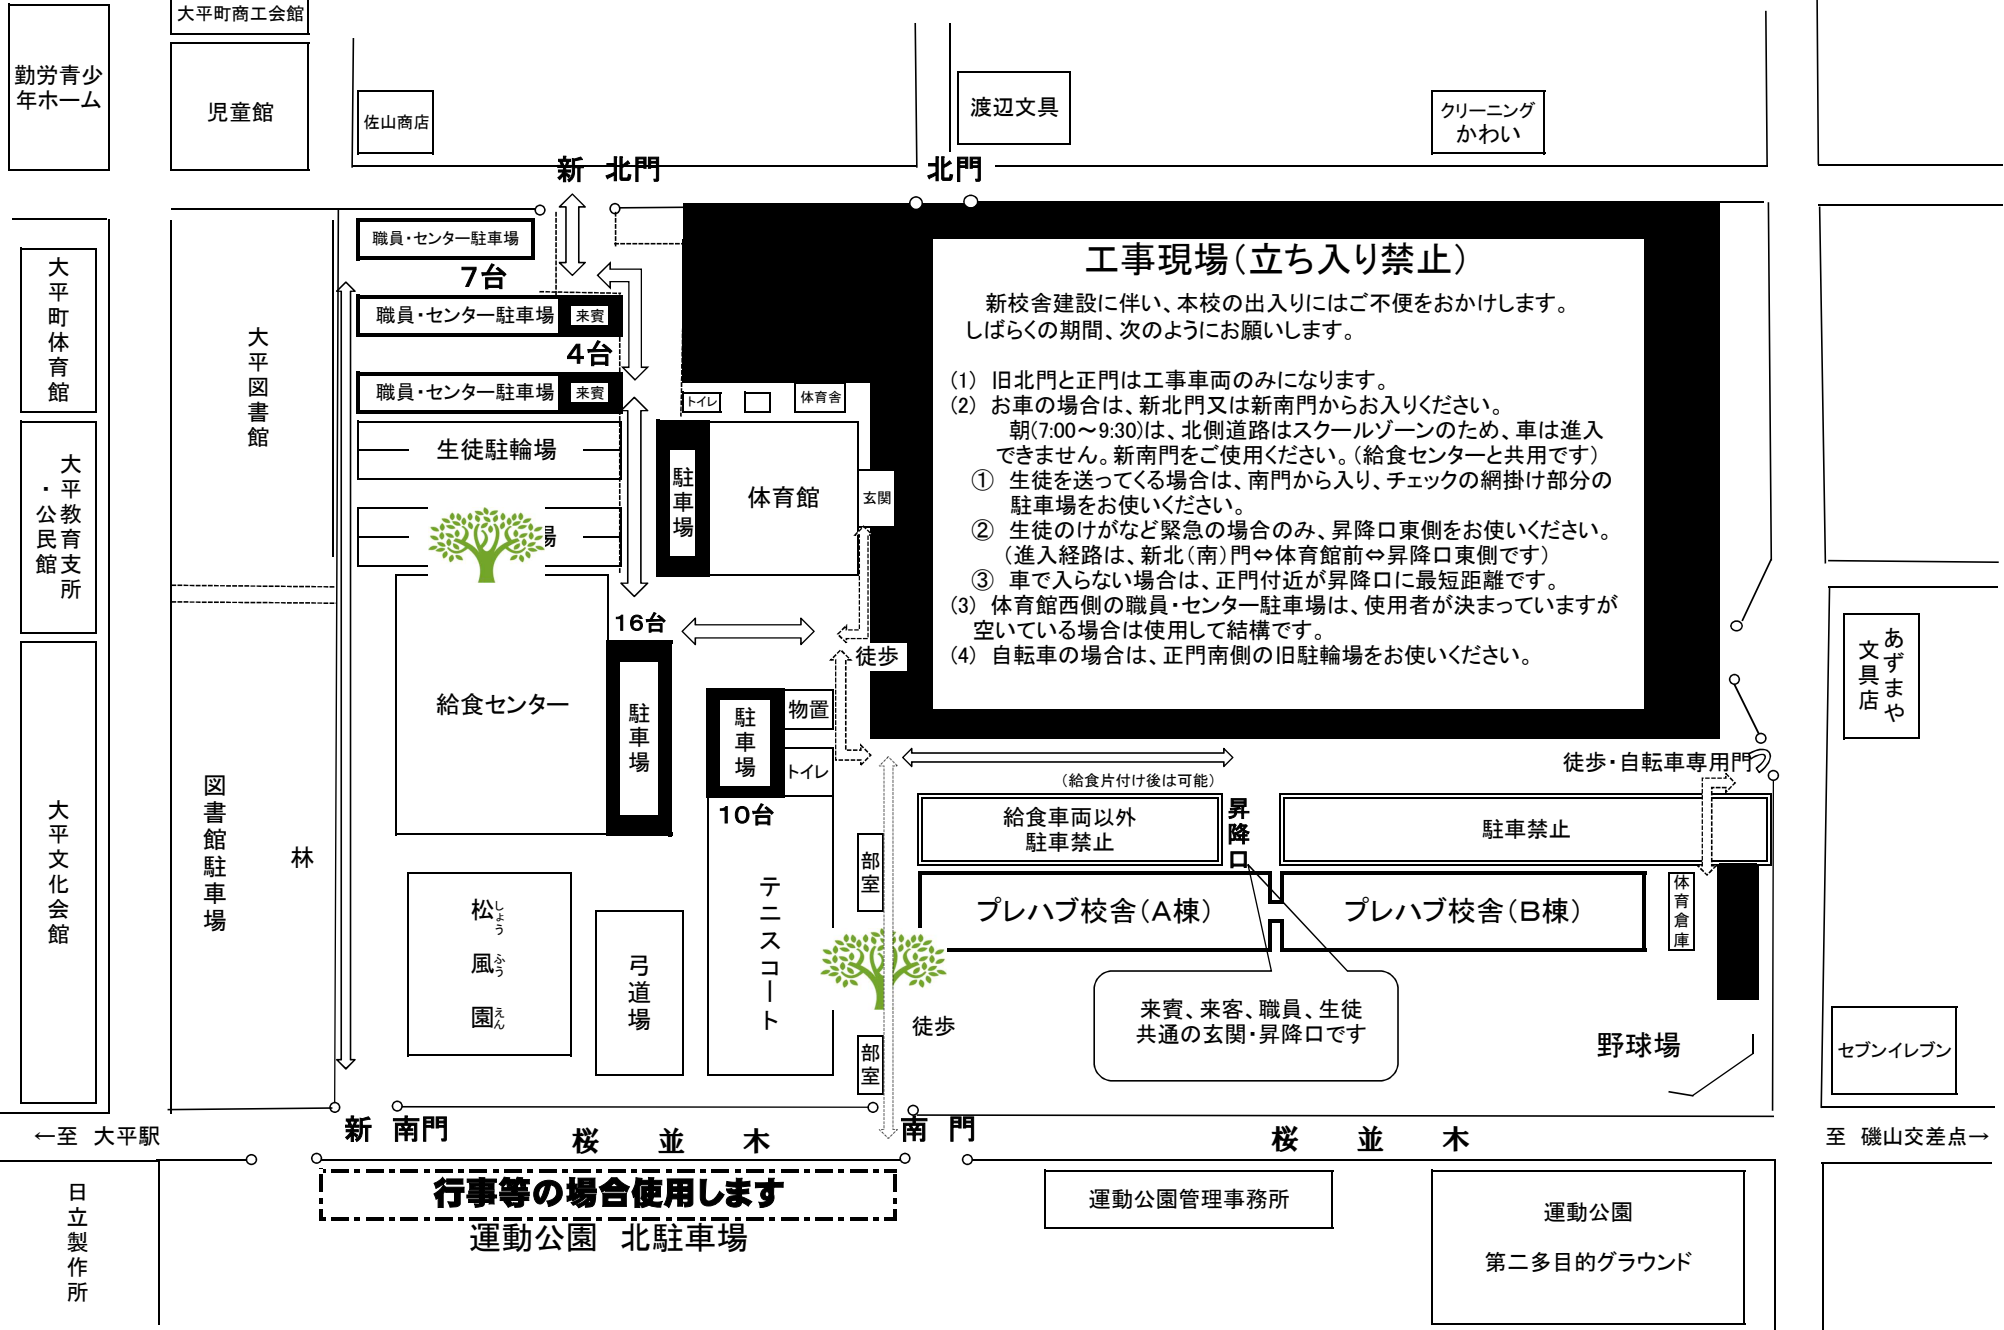 大平町商工会館
勤労青少
年ホーム
児童館
佐山商店
渡辺文具
クリーニング
かわい
新　北門
北門
職員・センター駐車場
7台
職員・センター駐車場
来賓
4台
職員・センター駐車場
来賓
生徒駐輪場
場
大平町体育館
大平教育支所
・公民館
大平文化会館
大平図書館
図書館駐車場
林
トイレ
体育舎
駐車場
体育館
玄関
工事現場（立ち入り禁止）
新校舎建設に伴い、本校の出入りにはご不便をおかけします。
しばらくの期間、次のようにお願いします。
(1)　旧北門と正門は工事車両のみになります。
(2)　お車の場合は、新北門又は新南門からお入りください。
朝(7:00～9:30)は、北側道路はスクールゾーンのため、車は進入
できません。新南門をご使用ください。（給食センターと共用です）
①　生徒を送ってくる場合は、南門から入り、チェックの網掛け部分の
駐車場をお使いください。
②　生徒のけがなど緊急の場合のみ、昇降口東側をお使いください。
（進入経路は、新北（南）門⇔体育館前⇔昇降口東側です）
③　車で入らない場合は、正門付近が昇降口に最短距離です。
(3)　体育館西側の職員・センター駐車場は、使用者が決まっていますが
空いている場合は使用して結構です。
(4)　自転車の場合は、正門南側の旧駐輪場をお使いください。
16台
徒歩
給食センター
駐車場
駐車場
物置
トイレ
10台
あずまや
文具店
徒歩・自転車専用門
（給食片付け後は可能）
給食車両以外
駐車禁止
昇降口
駐車禁止
部室
プレハブ校舎（A棟）
プレハブ校舎（B棟）
体育倉庫
松しょう
風ふう
園えん
弓道場
テニスコート
徒歩
部室
来賓、来客、職員、生徒
共通の玄関・昇降口です
野球場
セブンイレブン
新　南門
南　門
←至　大平駅
桜　並　木
桜　並　木
至　磯山交差点→
日立製作所
行事等の場合使用します
運動公園　北駐車場
運動公園管理事務所
運動公園
第二多目的グラウンド